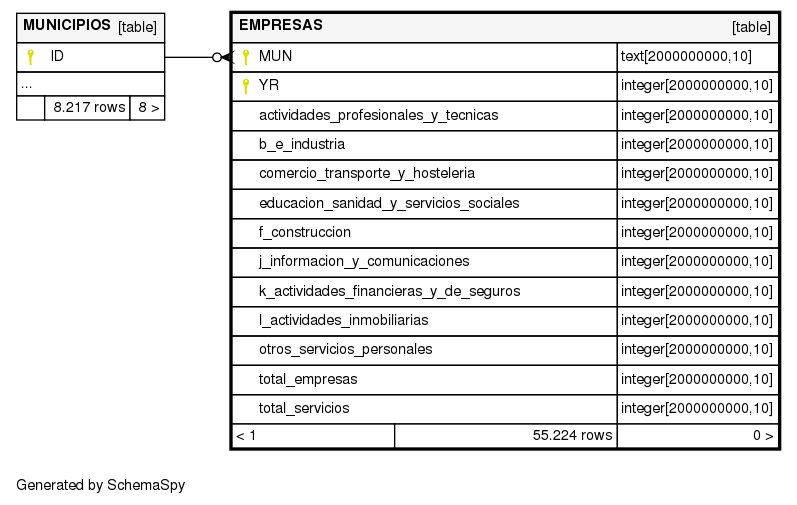 MUNICIPIOS [table]
ID
...
8.217 rows 8 >
EMPRESAS [table]
MUN text[2000000000,10]
YR integer[2000000000,10]
actividades_profesionales_y_tecnicas integer[2000000000,10]
b_e_industria integer[2000000000,10]
comercio_transporte_y_hosteleria integer[2000000000,10]
educacion_sanidad_y_servicios_sociales integer[2000000000,10]
f_construccion integer[2000000000,10]
j_informacion_y_comunicaciones integer[2000000000,10]
k_actividades_financieras_y_de_seguros integer[2000000000,10]
l_actividades_inmobiliarias integer[2000000000,10]
otros_servicios_personales integer[2000000000,10]
total_empresas integer[2000000000,10]
total_servicios integer[2000000000,10]
< 1 55.224 rows 0 >
Generated by SchemaSpy